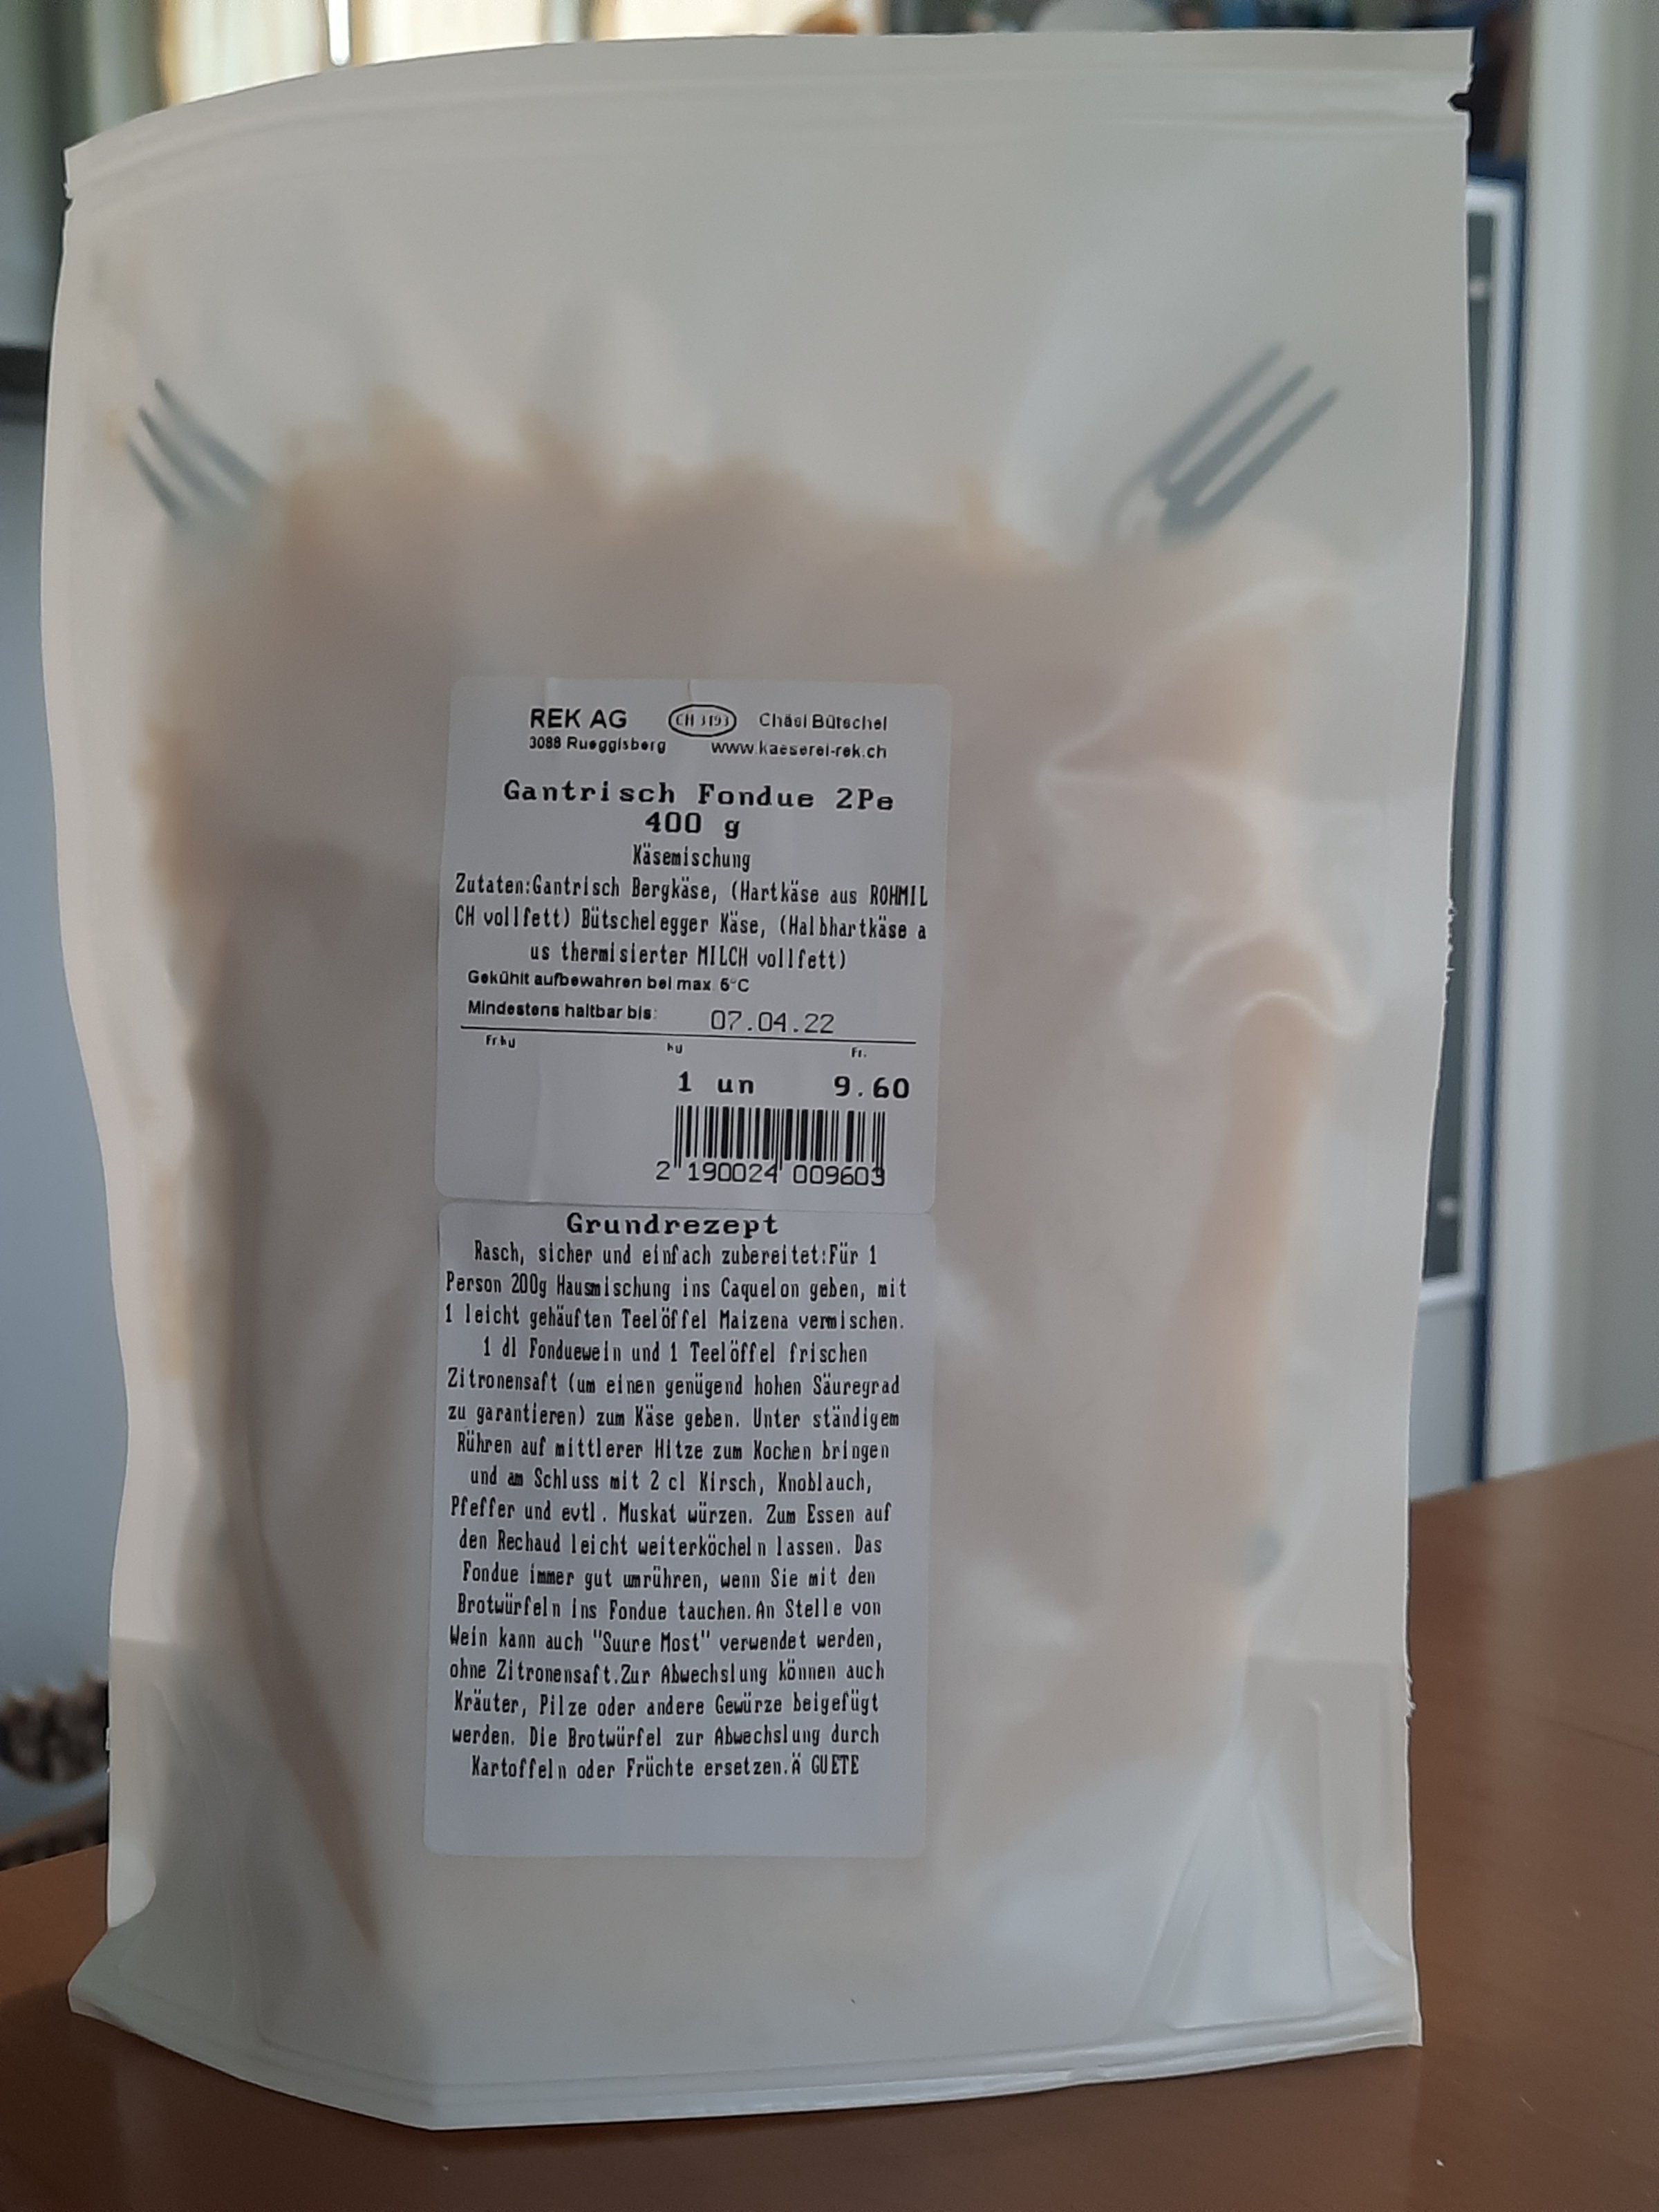 REK AG CH 3193 Chäsi Bütschel
3088 Rueggisberg www.kaeserei-rek.ch
Gantrisch Fondue 2Pe
400 g
Käsemischung
Zutaten:Gantrisch Bergkäse, (Hartkäse aus ROHMIL
CH vollfett) Bütschelegger Käse, (Halbhartkäse a
us thermisierter MILCH vollfett)
Gekühlt aufbewahren bei max 6°C
Mindestens haltbar bis: 07.04.22
Fr.kg kg Fr.
1 un 9.60
2 190024 009603
Grundrezept
Rasch, sicher und einfach zubereitet:Für 1
Person 200g Hausmischung ins Caquelon geben, mit
1 leicht gehäuften Teelöffel Maizena vermischen.
1 dl Fonduewein und 1 Teelöffel frischen
Zitronensaft (um einen genügend hohen Säuregrad
zu garantieren) zum Käse geben. Unter ständigem
Rühren auf mittlerer Hitze zum Kochen bringen
und am Schluss mit 2 cl Kirsch, Knoblauch,
Pfeffer und evtl. Muskat würzen. Zum Essen auf
den Rechaud leicht weiterköcheln lassen. Das
Fondue immer gut umrühren, wenn Sie mit den
Brotwürfeln ins Fondue tauchen.An Stelle von
Wein kann auch "Suure Most" verwendet werden,
ohne Zitronensaft.Zur Abwechslung können auch
Kräuter, Pilze oder andere Gewürze beigefügt
werden. Die Brotwürfel zur Abwechslung durch
Kartoffeln oder Früchte ersetzen.Ä GUETE